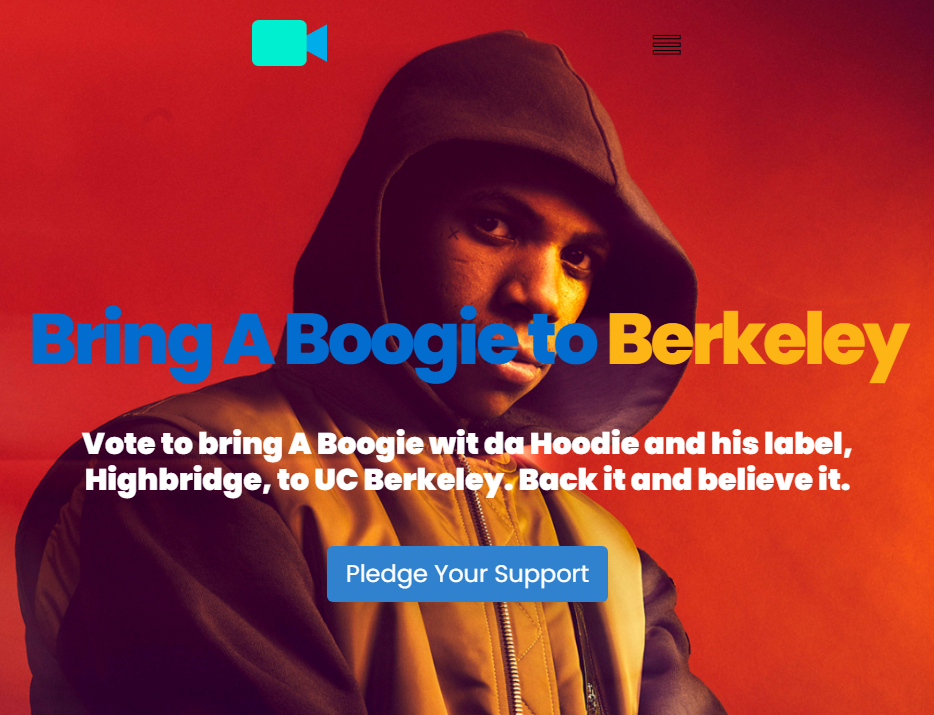 Bring A Boogie to Berkeley
Vote to bring A Boogie wit da Hoodie and his label,
Highbridge, to UC Berkeley. Back it and believe it.
Pledge Your Support